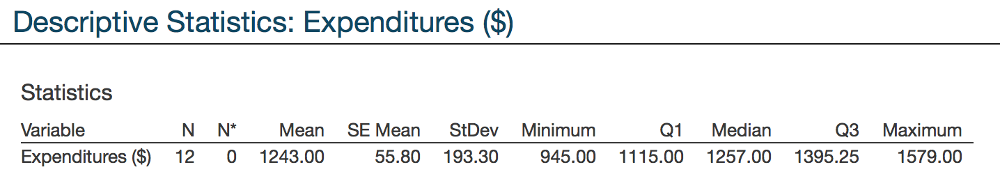 Descriptive Statistics: Expenditures ($)
Statistics
Variable N N* Mean SE Mean StDev Minimum Q1 Median Q3 Maximum
Expenditures ($) 12 0 1243.00 55.80 193.30 945.00 1115.00 1257.00 1395.25 1579.00